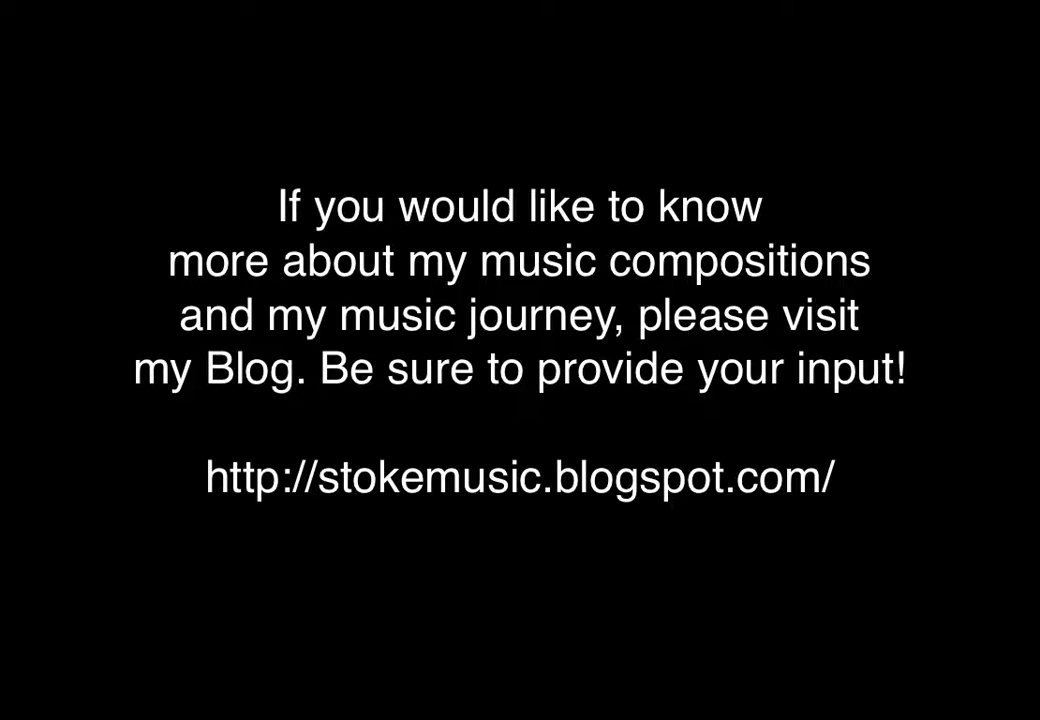 If you would like to know
more about my music compositions
and my music journey, please visit
my Blog. Be sure to provide your input!
http://stokemusic.blogspot.com/